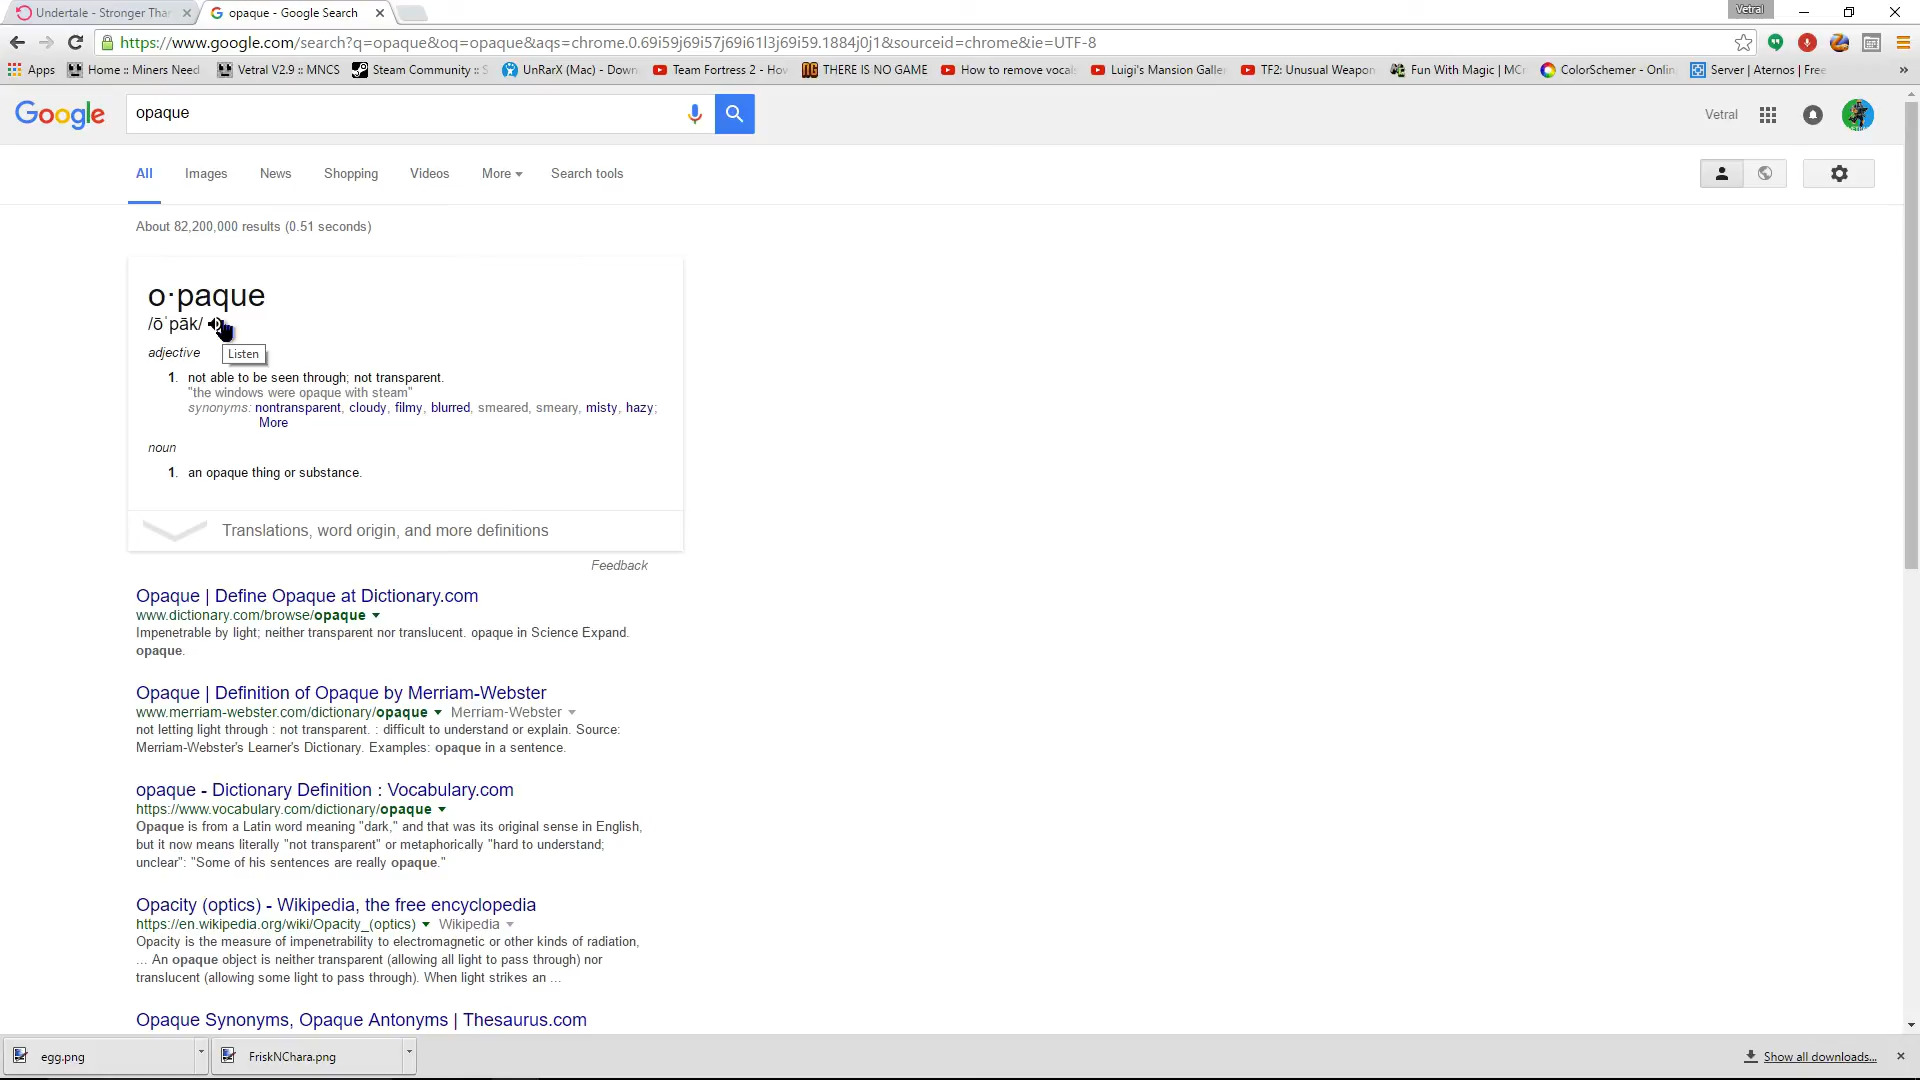 Undertale - Stronger Than
opaque - Google Search
Vetral
https://www.google.com/search?q=opaque&oq=opaque&aqs=chrome.0.69i59j69i57j69i61l3j69i59.1884j0j1&sourceid=chrome&ie=UTF-8
Apps
Home :: Miners Need
Vetral V2.9 :: MNCS
Steam Community :: S
UnRarX (Mac) - Down
Team Fortress 2 - How
THERE IS NO GAME
How to remove vocals
Luigi's Mansion Galler
TF2: Unusual Weapon
Fun With Magic | MC
ColorSchemer - Onlin
Server | Aternos | Free
Google
opaque
Vetral
All
Images
News
Shopping
Videos
More
Search tools
About 82,200,000 results (0.51 seconds)
o·paque
/ōˈpāk/
adjective
Listen
1. not able to be seen through; not transparent.
"the windows were opaque with steam"
synonyms: nontransparent, cloudy, filmy, blurred, smeared, smeary, misty, hazy;
More
noun
1. an opaque thing or substance.
Translations, word origin, and more definitions
Feedback
Opaque | Define Opaque at Dictionary.com
www.dictionary.com/browse/opaque
Impenetrable by light; neither transparent nor translucent. opaque in Science Expand.
opaque.
Opaque | Definition of Opaque by Merriam-Webster
www.merriam-webster.com/dictionary/opaque Merriam-Webster
not letting light through : not transparent. : difficult to understand or explain. Source:
Merriam-Webster's Learner's Dictionary. Examples: opaque in a sentence.
opaque - Dictionary Definition : Vocabulary.com
https://www.vocabulary.com/dictionary/opaque
Opaque is from a Latin word meaning "dark," and that was its original sense in English,
but it now means literally "not transparent" or metaphorically "hard to understand;
unclear": "Some of his sentences are really opaque."
Opacity (optics) - Wikipedia, the free encyclopedia
https://en.wikipedia.org/wiki/Opacity_(optics) Wikipedia
Opacity is the measure of impenetrability to electromagnetic or other kinds of radiation,
... An opaque object is neither transparent (allowing all light to pass through) nor
translucent (allowing some light to pass through). When light strikes an ...
Opaque Synonyms, Opaque Antonyms | Thesaurus.com
egg.png
FriskNChara.png
Show all downloads...